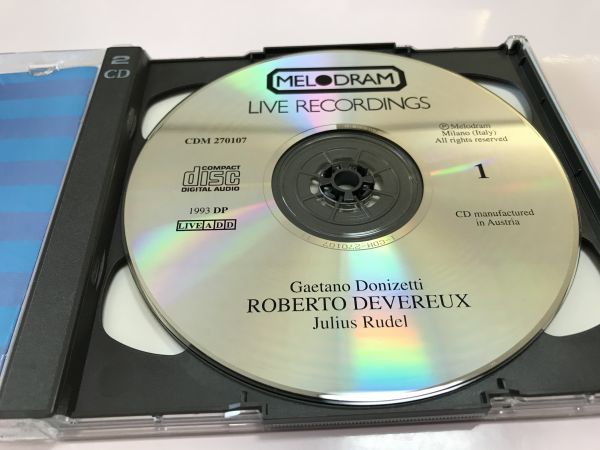 2
CD
MELODRAM
LIVE RECORDINGS
CDM 270107
℗ Melodram
Milano (Italy)
All rights reserved
COMPACT
disc
DIGITAL AUDIO
1
1993 DP
LIVE A D D
CD manufactured
in Austria
Gaetano Donizetti
ROBERTO DEVEREUX
Julius Rudel